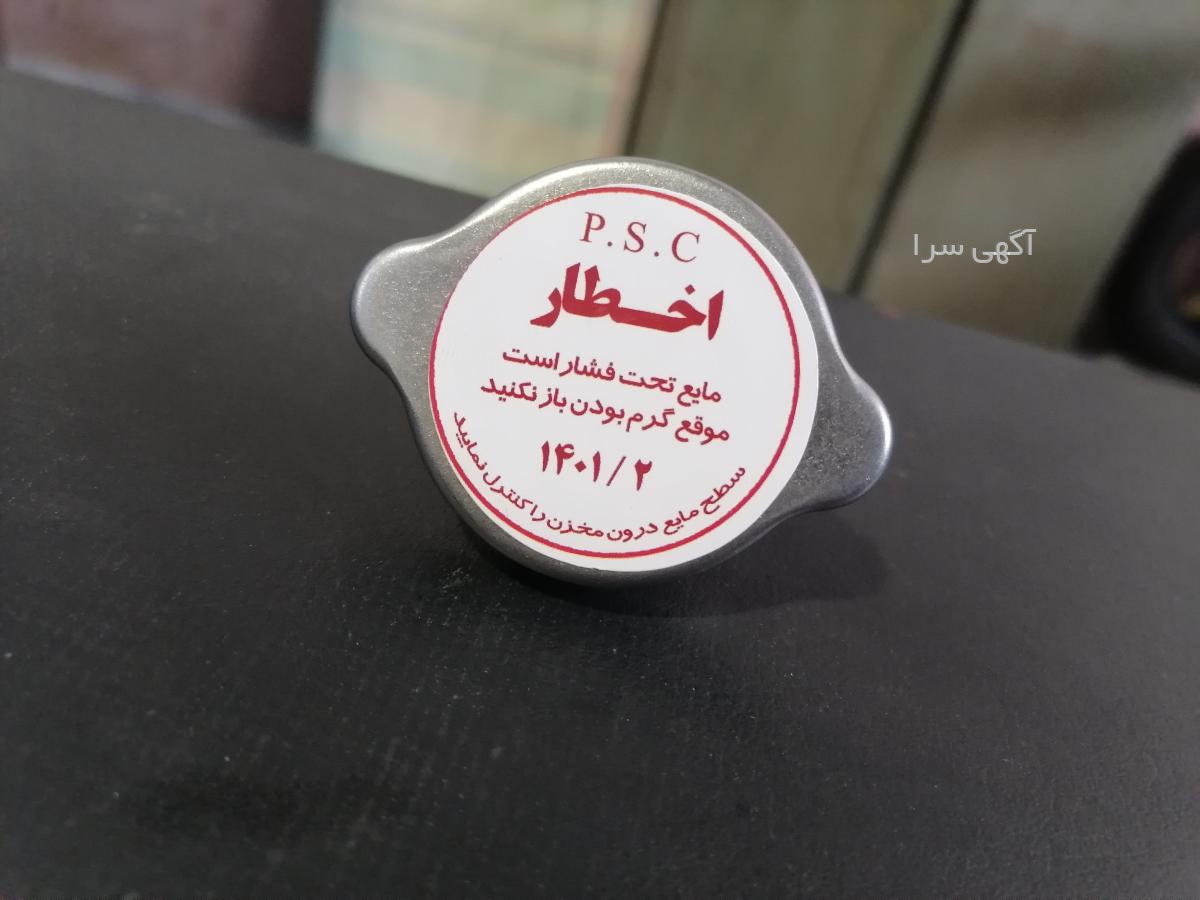 P.S.C
اخـطار
مایع تحت فشار است
موقع گرم بودن باز نکنید
۱۴۰۱/۲
سطح مایع درون مخزن را کنترل نمایید
آگهی سرا